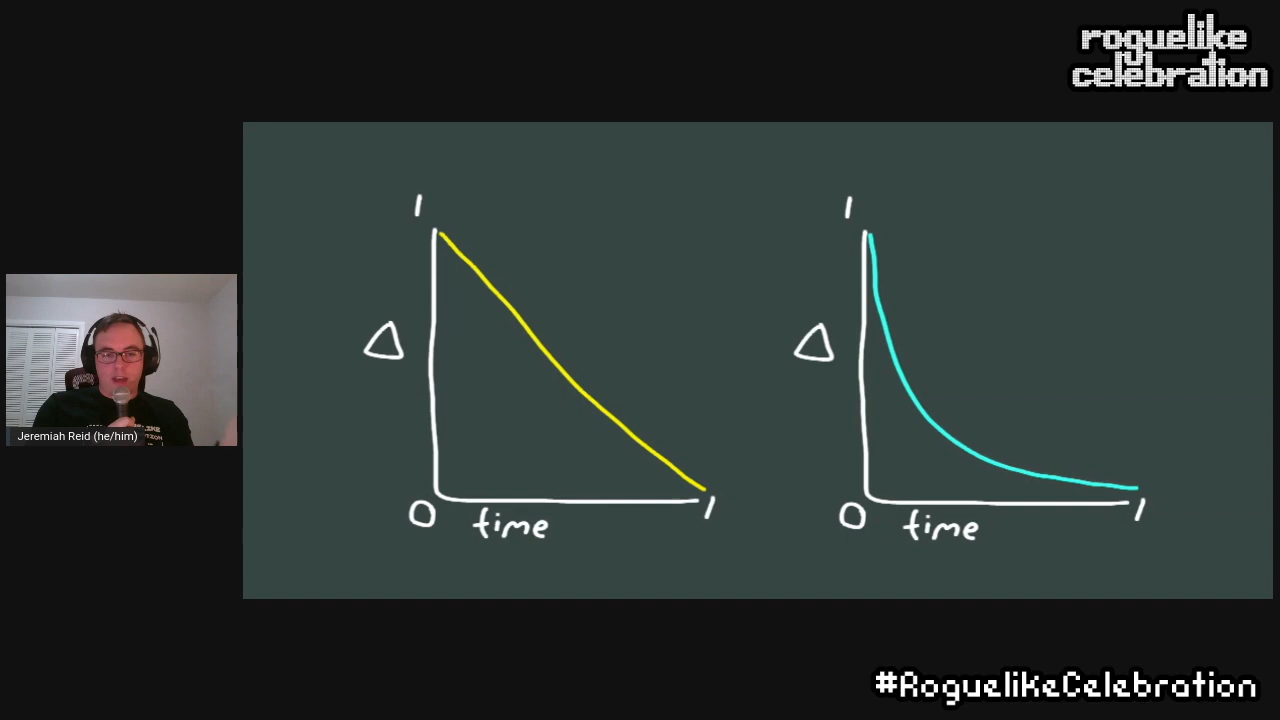 roguelike
celebration
1
Δ
0
time
1
1
Δ
0
time
1
Jeremiah Reid (he/him)
#RoguelikeCelebration